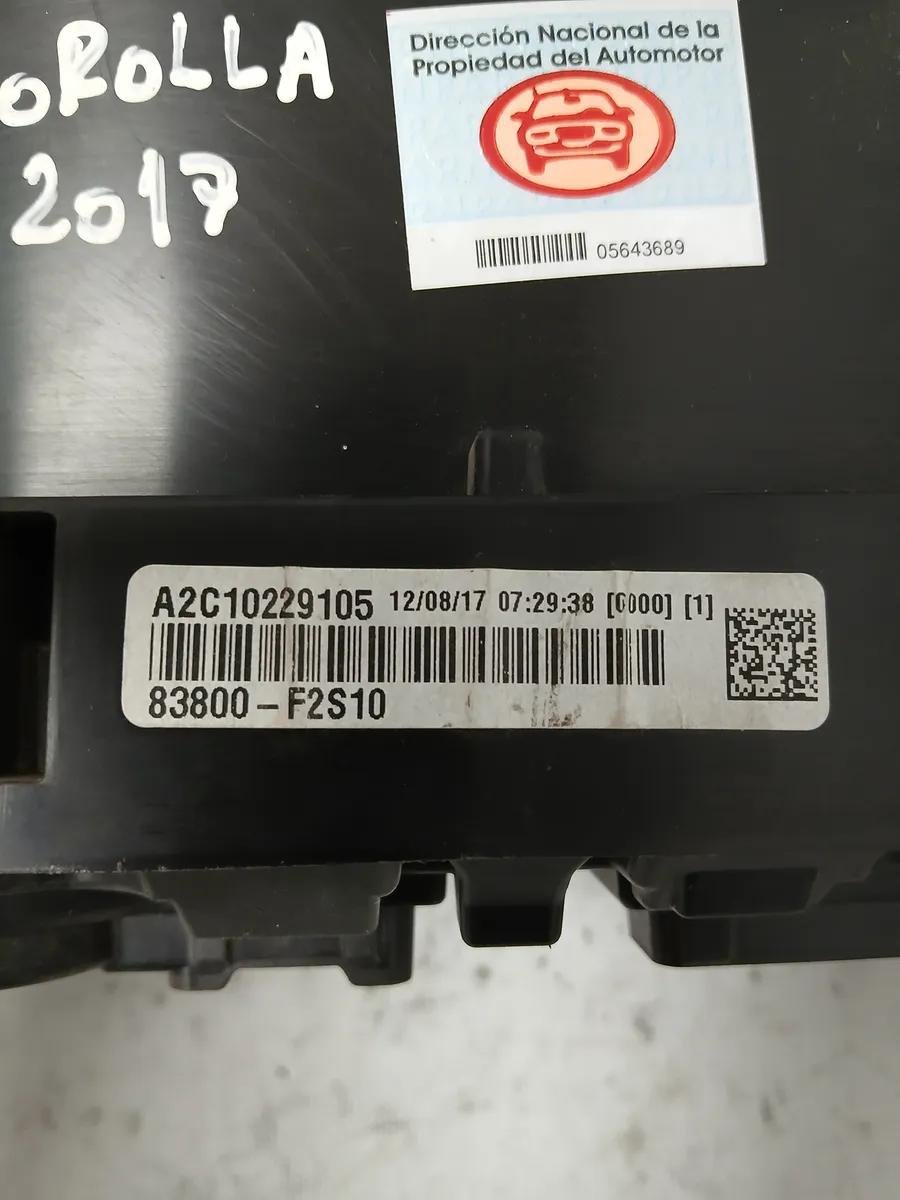 OROLLA
2017
Dirección Nacional de la
Propiedad del Automotor
05643689
A2C10229105 12/08/17 07:29:38 [0000] [1]
83800-F2S10